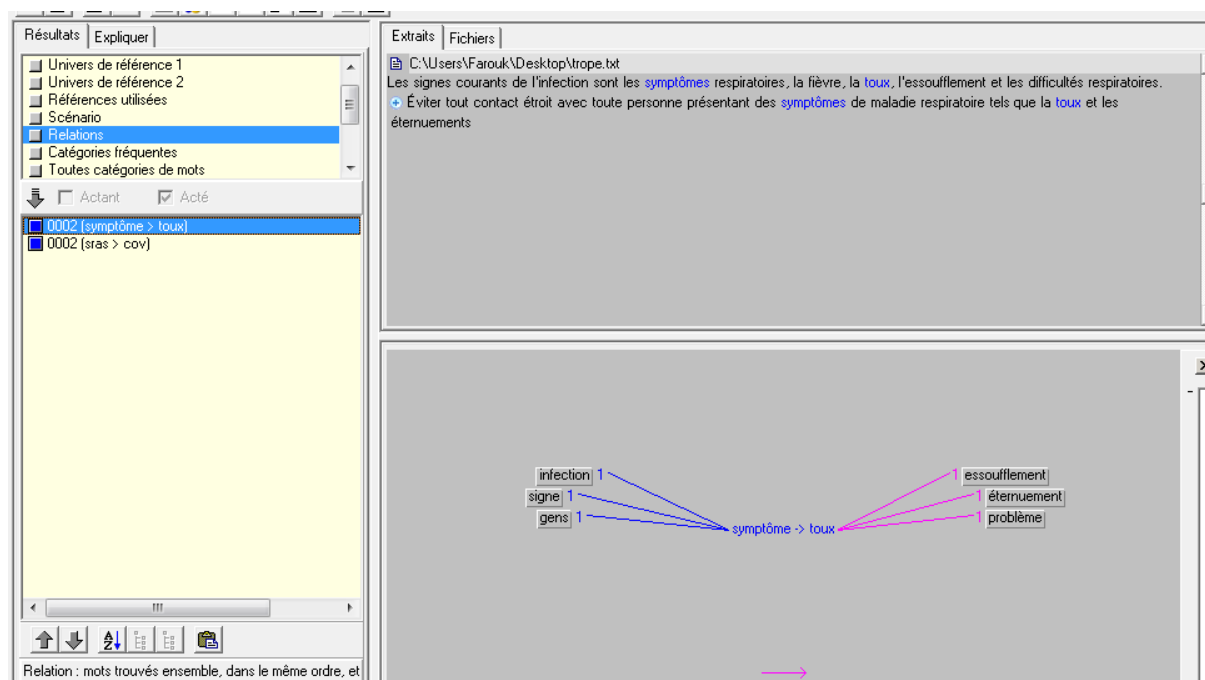 Résultats
Expliquer
Univers de référence 1
Univers de référence 2
Références utilisées
Scénario
Relations
Catégories fréquentes
Toutes catégories de mots
Actant
Acté
0002 (symptôme > toux)
0002 (sras > cov)
Relation : mots trouvés ensemble, dans le même ordre, et
Extraits
Fichiers
C:\Users\Farouk\Desktop\trope.txt
Les signes courants de l'infection sont les symptômes respiratoires, la fièvre, la toux, l'essoufflement et les difficultés respiratoires.
Éviter tout contact étroit avec toute personne présentant des symptômes de maladie respiratoire tels que la toux et les
éternuements
infection 1
signe 1
gens 1
symptôme -> toux
1 essoufflement
1 éternuement
1 problème